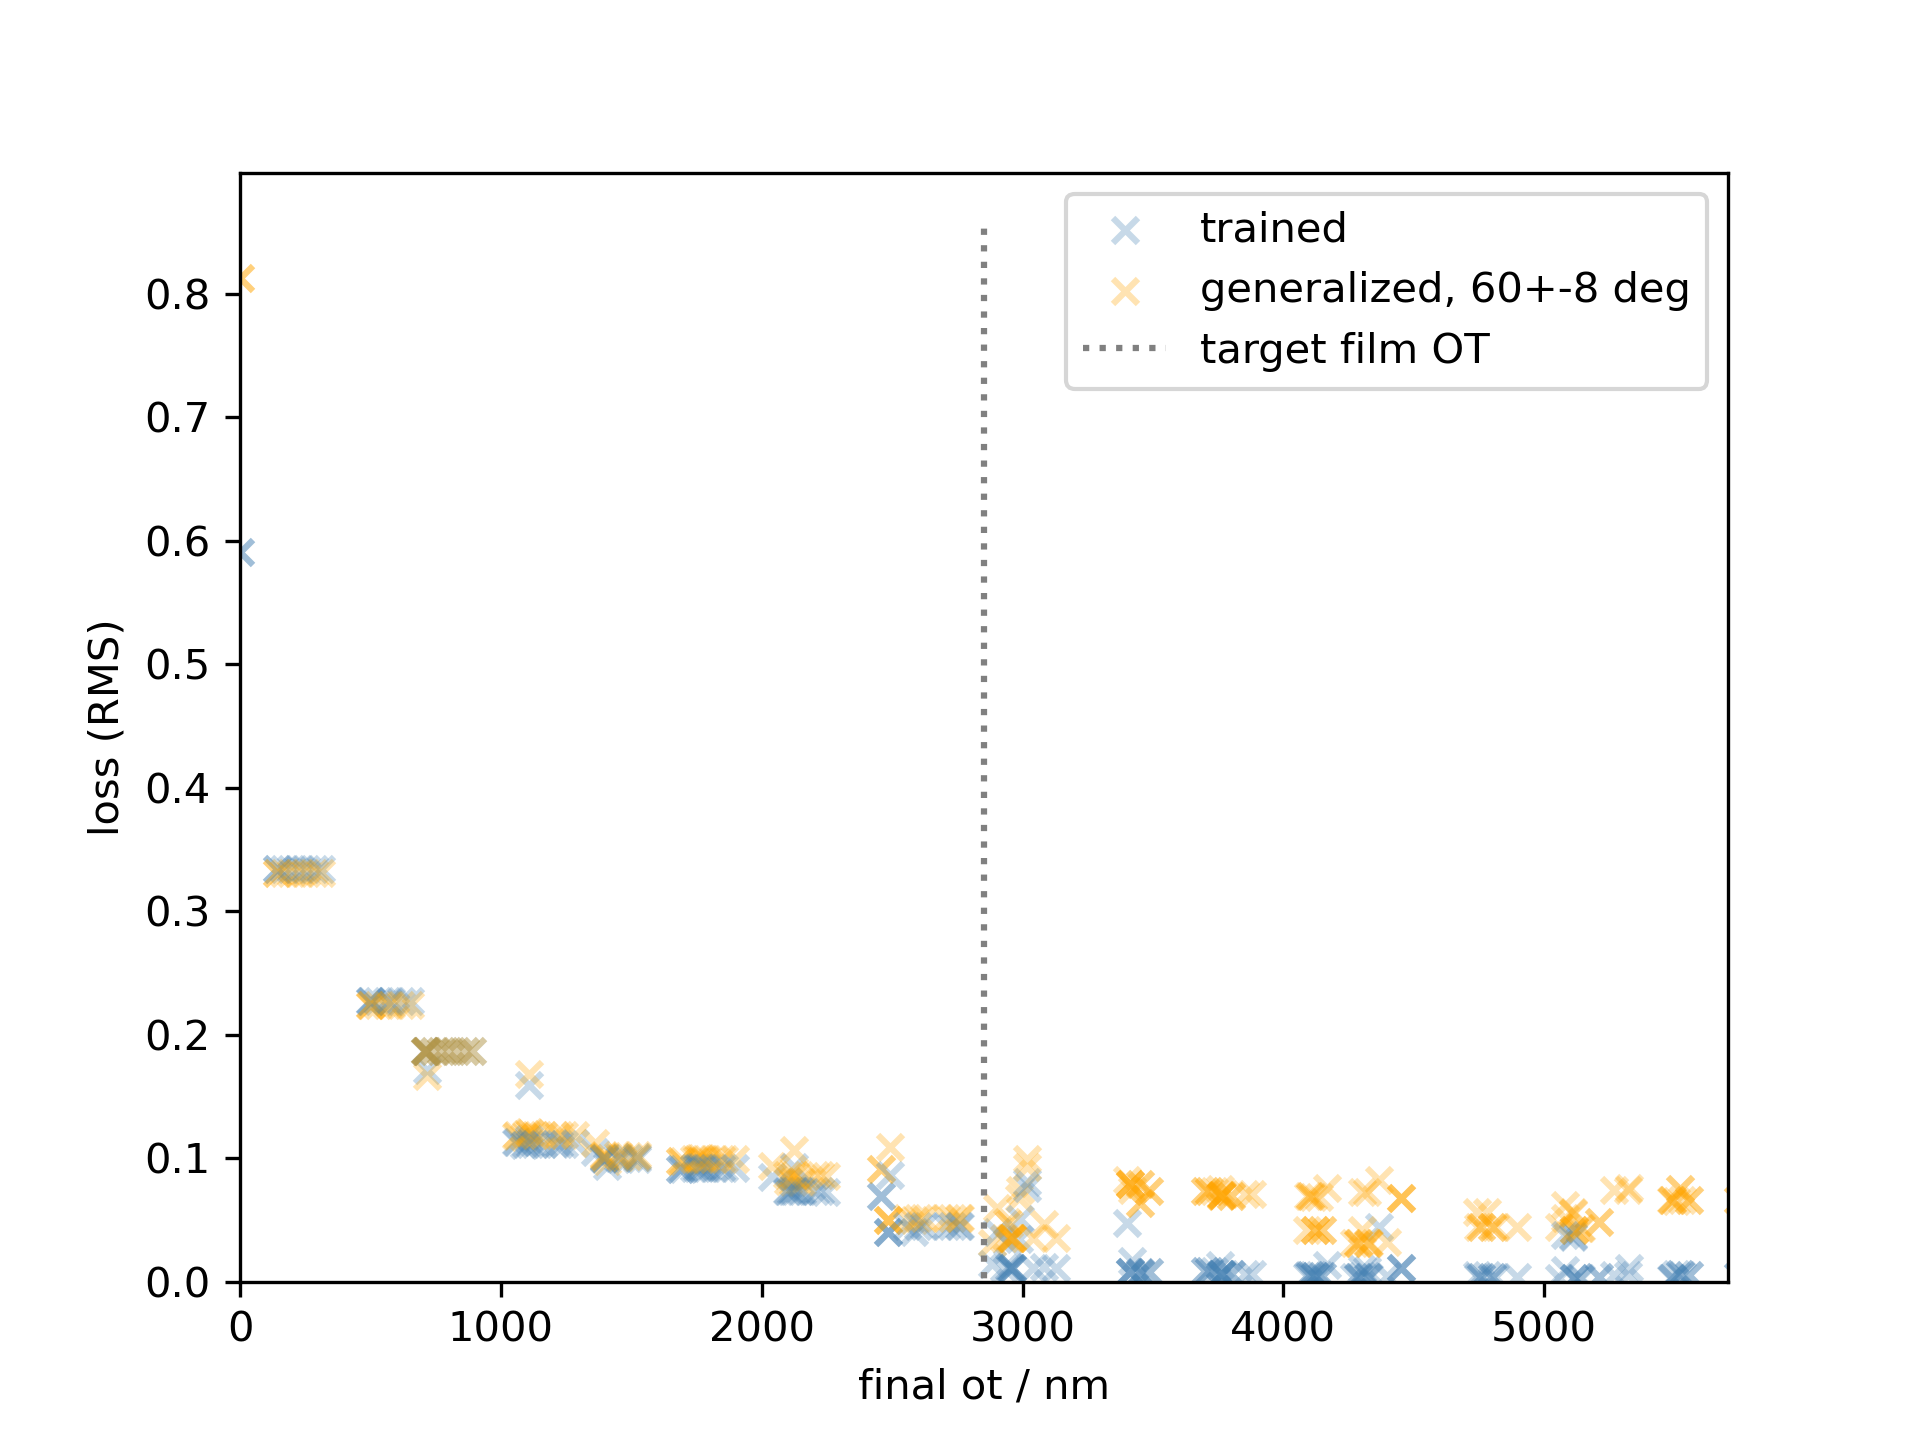 trained
generalized, 60+-8 deg
target film OT
0.8
0.7
0.6
0.5
0.4
0.3
0.2
0.1
0.0
loss (RMS)
0 1000 2000 3000 4000 5000
final ot / nm